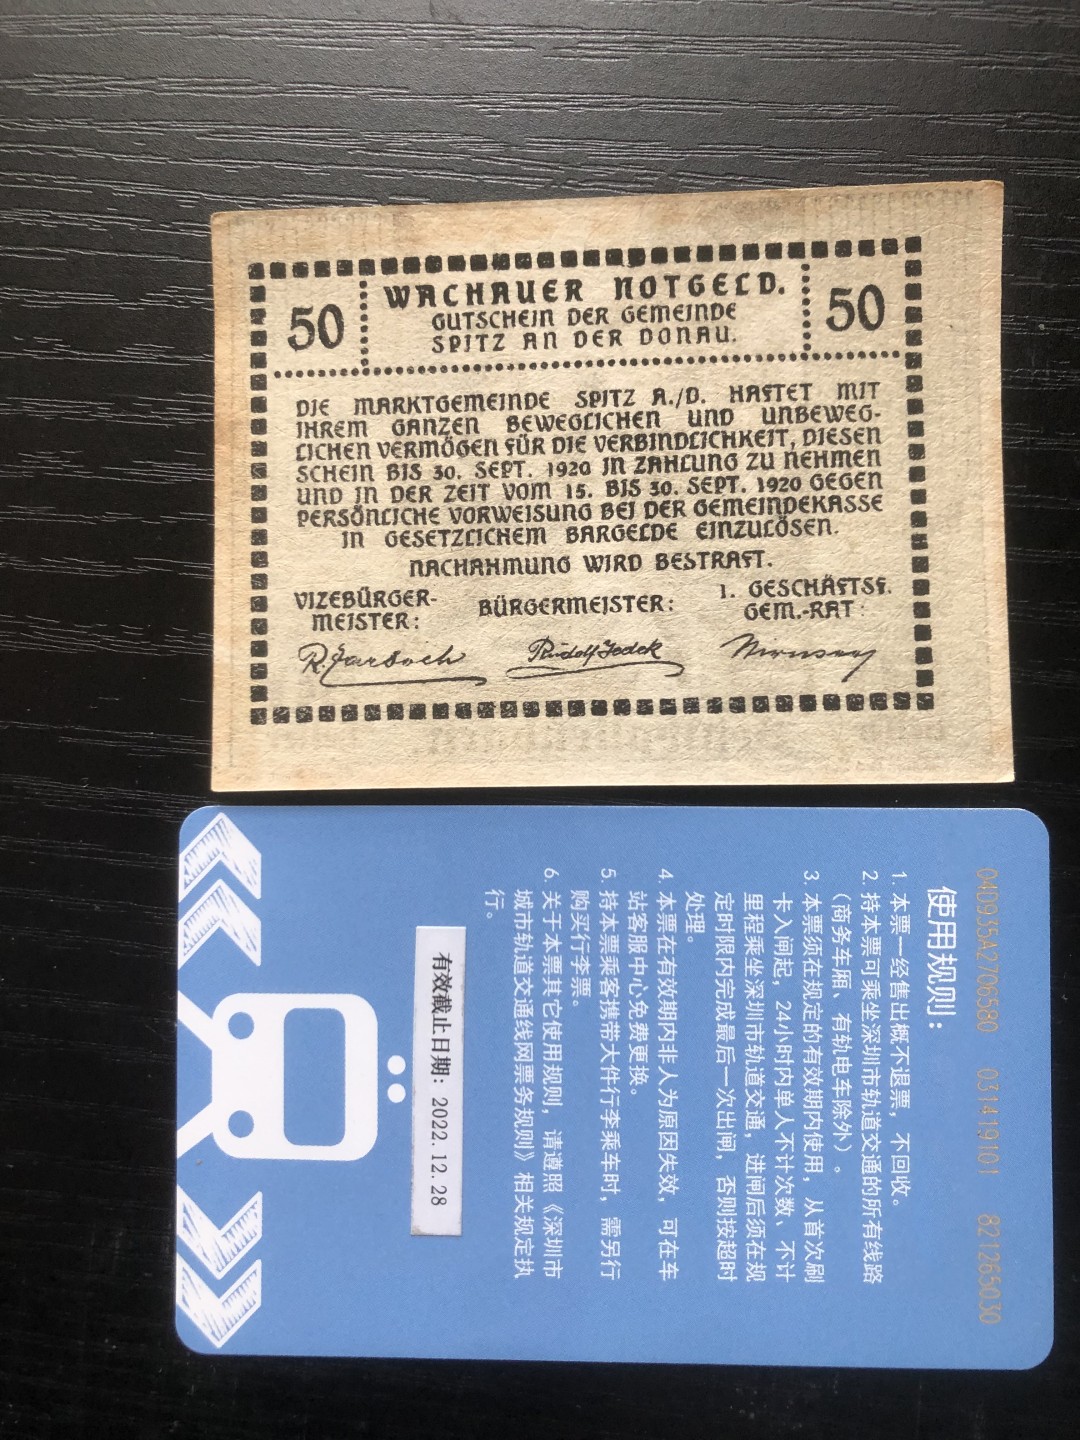 50
WACHAUER NOTGELD.
GUTSCHEIN DER GEMEINDE
SPITZ AN DER DONAU.
50
DIE MARKTGEMEINDE SPITZ A./D. HAFTET MIT
IHREM GANZEN BEWEGLICHEN UND UNBEWEG-
LICHEN VERMÖGEN FÜR DIE VERBINDLICHKEIT, DIESEN
SCHEIN BIS 30. SEPT. 1920 IN ZAHLUNG ZU NEHMEN
UND IN DER ZEIT VOM 15. BIS 30. SEPT. 1920 GEGEN
PERSÖNLICHE VORWEISUNG BEI DER GEMEINDEKASSE
IN GESETZLICHEM BARGELDE EINZULÖSEN.
NACHAHMUNG WIRD BESTRAFT.
VIZEBÜRGER-
MEISTER:
BÜRGERMEISTER:
1. GESCHÄFTSF.
GEM.-RAT:
Rudolf
04D935A2706580 031419101 821265030
使用规则：
1. 本票一经售出概不退票，不回收。
2. 持本票可乘坐深圳市轨道交通的所有线路
（商务车厢、有轨电车除外）。
3. 本票须在规定的有效期内使用，从首次刷
卡入闸起，24小时内单人不计次数、不计
里程乘坐深圳市轨道交通，进闸后须在规
定时限内完成最后一次出闸，否则按超时
处理。
4. 本票在有效期内非人为原因失效，可在车
站客服中心免费更换。
5. 持本票乘客携带大件行李乘车时，需另行
购买行李票。
6. 关于本票其它使用规则，请遵照《深圳市
城市轨道交通线网票务规则》相关规定执
行。
有效截止日期：2022.12.28